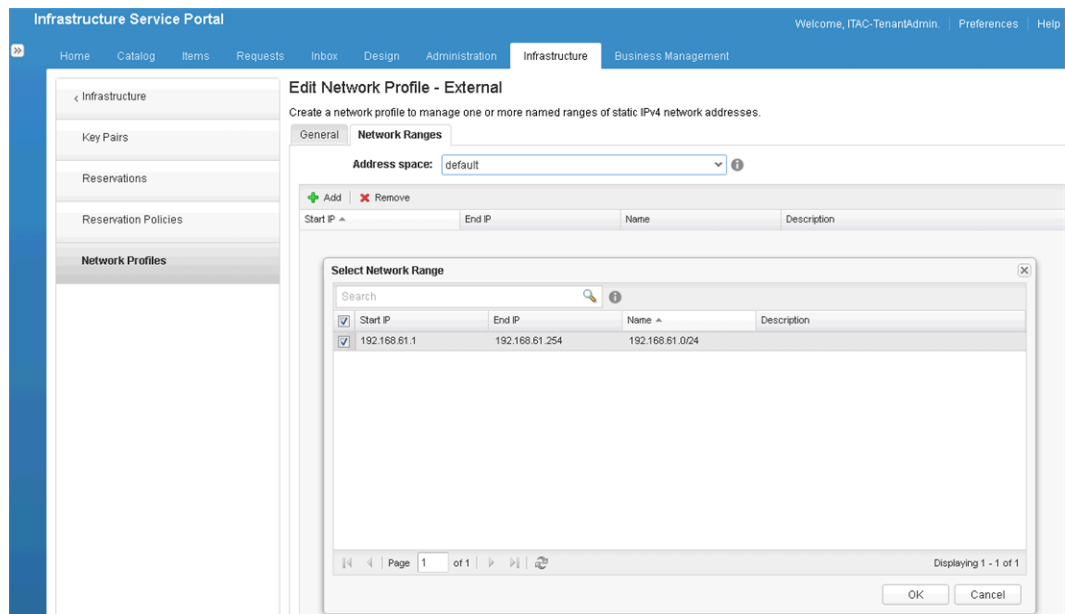 Infrastructure Service Portal
Welcome, ITAC-TenantAdmin. Preferences Help
Home Catalog Items Requests Inbox Design Administration Infrastructure Business Management
Edit Network Profile - External
< Infrastructure
Create a network profile to manage one or more named ranges of static IPv4 network addresses.
General Network Ranges
Key Pairs
Address space: default
Reservations
Add Remove
Reservation Policies
Start IP End IP Name Description
Network Profiles
Select Network Range
Search
Start IP End IP Name Description
192.168.61.1 192.168.61.254 192.168.61.0/24
Page 1 of 1 Displaying 1 - 1 of 1
OK Cancel